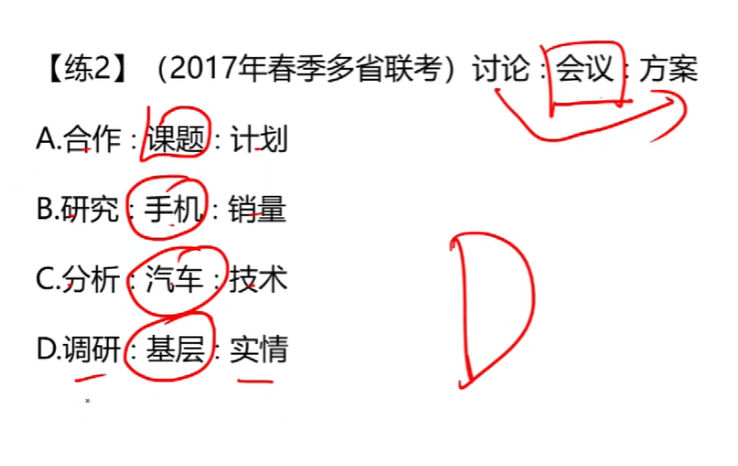 【练2】（2017年春季多省联考）讨论：会议：方案
A.合作：课题：计划
B.研究：手机：销量
C.分析：汽车：技术
D.调研：基层：实情
D